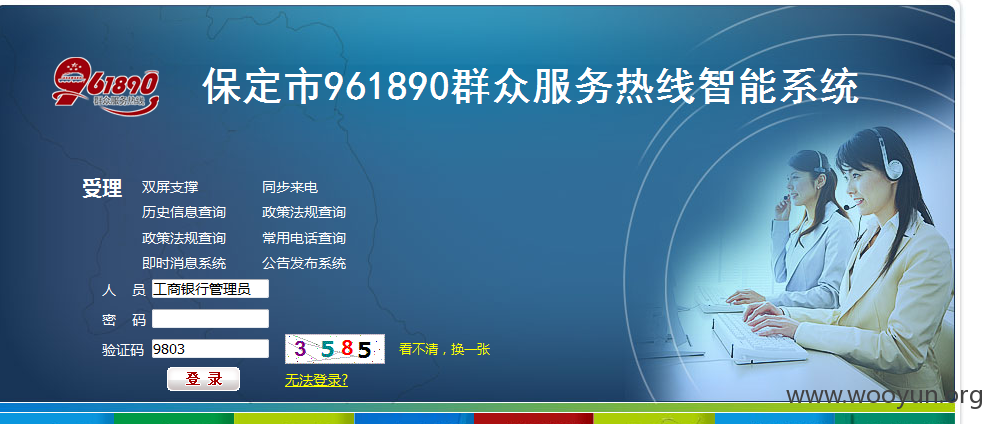 961890
群众服务热线
保定市961890群众服务热线智能系统
受理
双屏支撑 同步来电
历史信息查询 政策法规查询
政策法规查询 常用电话查询
即时消息系统 公告发布系统
人 员 工商银行管理员
密 码
验证码 9803 3585 看不清，换一张
登 录 无法登录?
www.wooyun.org